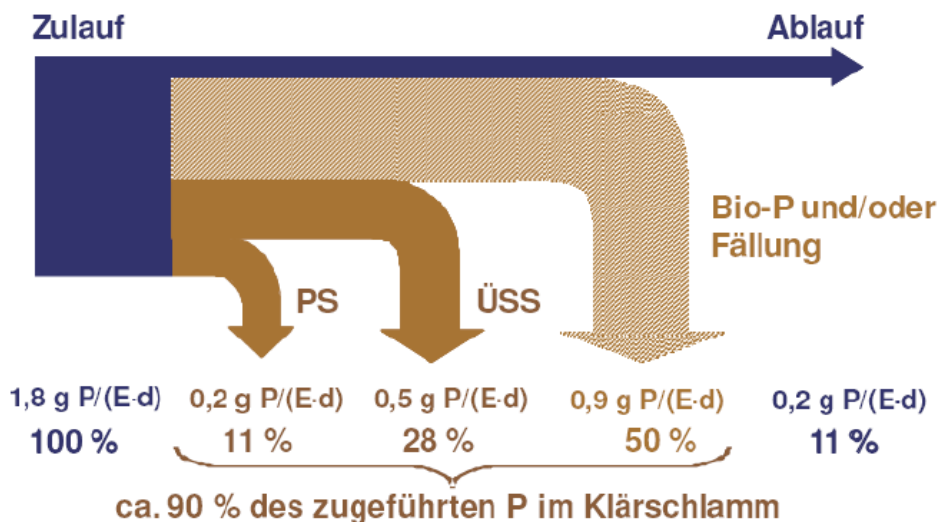 Zulauf
Ablauf
Bio-P und/oder
Fällung
PS
ÜSS
1,8 g P/(E·d)
0,2 g P/(E·d)
0,5 g P/(E·d)
0,9 g P/(E·d)
0,2 g P/(E·d)
100 %
11 %
28 %
50 %
11 %
ca. 90 % des zugeführten P im Klärschlamm